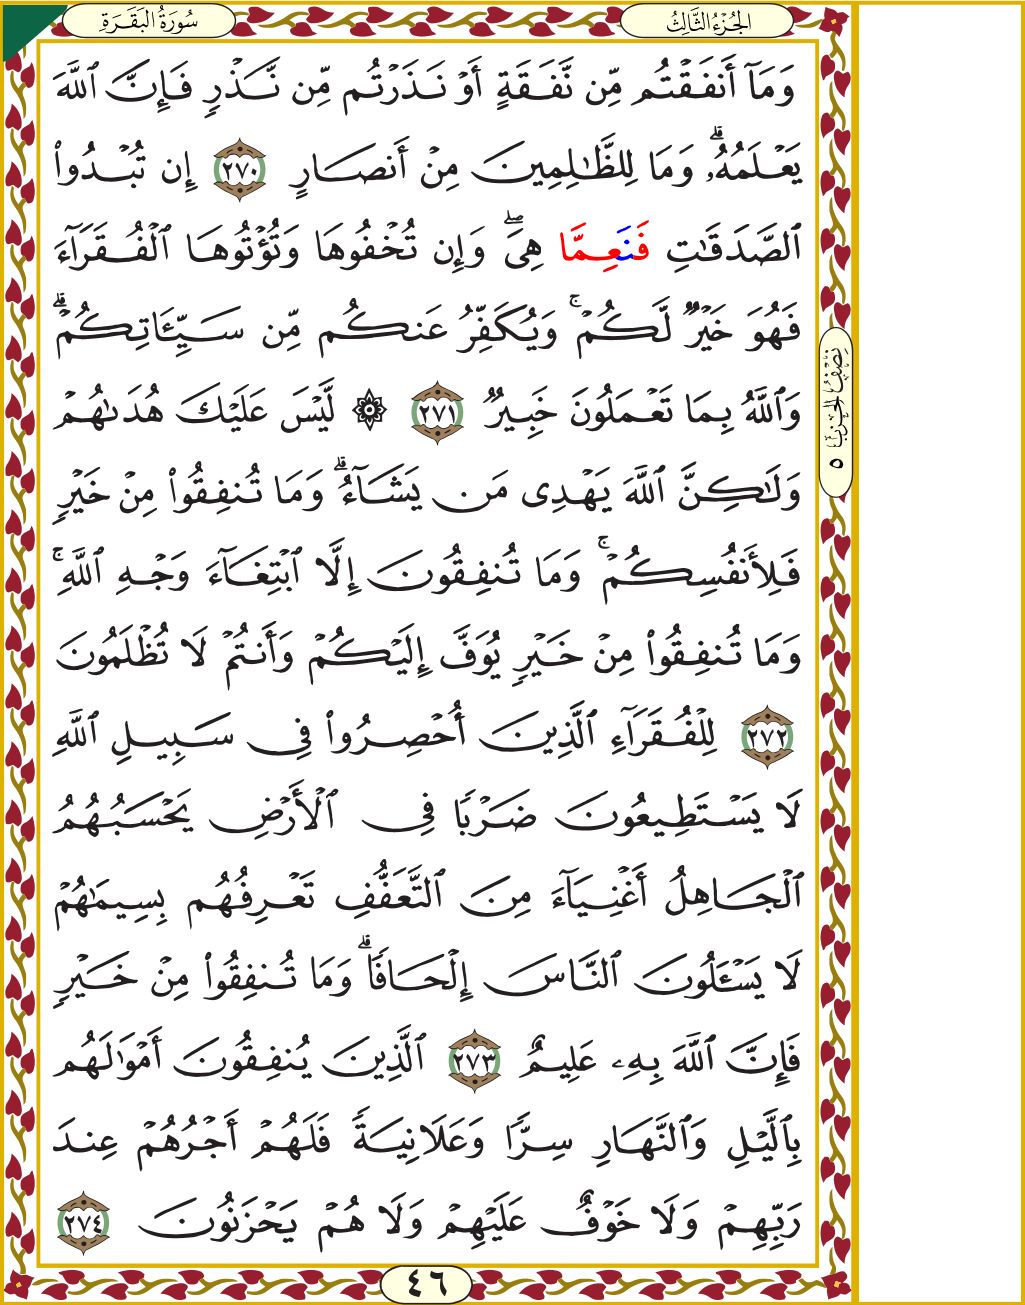 سُورَةُ البَقَرَةِ
الجُزْءُ الثَّالِثُ
وَمَآ أَنفَقْتُم مِّن نَّفَقَةٍ أَوْ نَذَرْتُم مِّن نَّذْرٍ فَإِنَّ ٱللَّهَ
يَعْلَمُهُۥۗ وَمَا لِلظَّٰلِمِينَ مِنْ أَنصَارٍ ٢٧٠ إِن تُبْدُوا۟
ٱلصَّدَقَٰتِ فَنَعِمَّا هِىَۖ وَإِن تُخْفُوهَا وَتُؤْتُوهَا ٱلْفُقَرَآءَ
فَهُوَ خَيْرٌ لَّكُمْۚ وَيُكَفِّرُ عَنكُم مِّن سَيِّـَٔاتِكُمْۗ
وَٱللَّهُ بِمَا تَعْمَلُونَ خَبِيرٌ ٢٧١ ۞ لَّيْسَ عَلَيْكَ هُدَىٰهُمْ
وَلَٰكِنَّ ٱللَّهَ يَهْدِى مَن يَشَآءُۗ وَمَا تُنفِقُوا۟ مِنْ خَيْرٍ
فَلِأَنفُسِكُمْۚ وَمَا تُنفِقُونَ إِلَّا ٱبْتِغَآءَ وَجْهِ ٱللَّهِۚ
وَمَا تُنفِقُوا۟ مِنْ خَيْرٍ يُوَفَّ إِلَيْكُمْ وَأَنتُمْ لَا تُظْلَمُونَ
٢٧٢ لِلْفُقَرَآءِ ٱلَّذِينَ أُحْصِرُوا۟ فِى سَبِيلِ ٱللَّهِ
لَا يَسْتَطِيعُونَ ضَرْبًا فِى ٱلْأَرْضِ يَحْسَبُهُمُ
ٱلْجَاهِلُ أَغْنِيَآءَ مِنَ ٱلتَّعَفُّفِ تَعْرِفُهُم بِسِيمَٰهُمْ
لَا يَسْـَٔلُونَ ٱلنَّاسَ إِلْحَافًاۗ وَمَا تُنفِقُوا۟ مِنْ خَيْرٍ
فَإِنَّ ٱللَّهَ بِهِۦ عَلِيمٌ ٢٧٣ ٱلَّذِينَ يُنفِقُونَ أَمْوَٰلَهُم
بِٱلَّيْلِ وَٱلنَّهَارِ سِرًّا وَعَلَانِيَةً فَلَهُمْ أَجْرُهُمْ عِندَ
رَبِّهِمْ وَلَا خَوْفٌ عَلَيْهِمْ وَلَا هُمْ يَحْزَنُونَ ٢٧٤
نِصْفُ الحِزْبِ ٥
٤٦